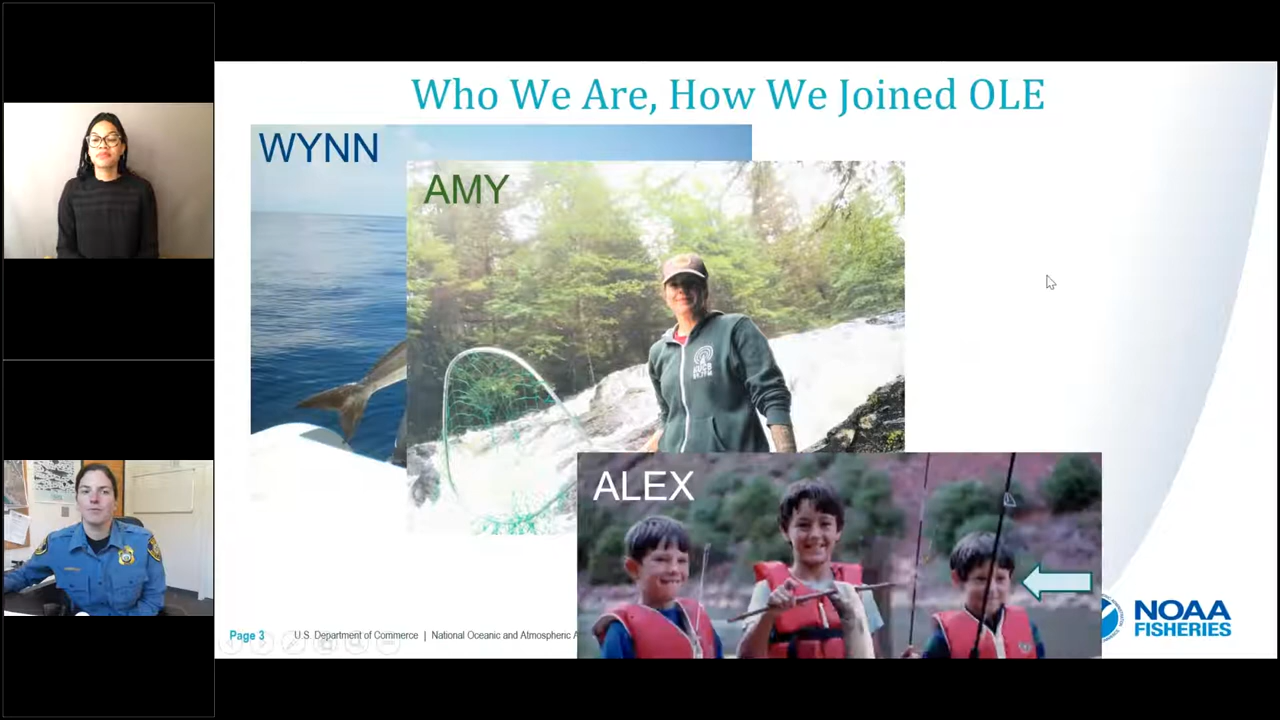 Who We Are, How We Joined OLE
WYNN
AMY
ALEX
Page 3
U.S. Department of Commerce | National Oceanic and Atmospheric A
NOAA
FISHERIES